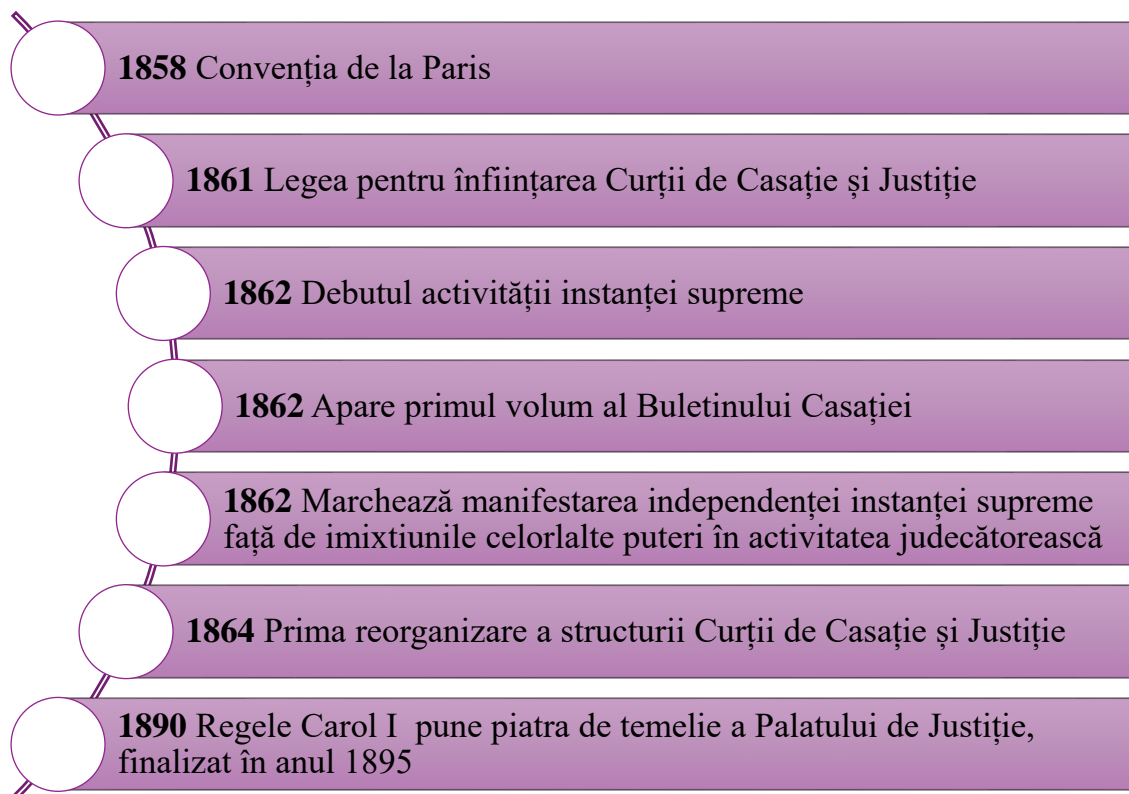 1858 Convenția de la Paris
1861 Legea pentru înființarea Curții de Casație și Justiție
1862 Debutul activității instanței supreme
1862 Apare primul volum al Buletinului Casației
1862 Marchează manifestarea independenței instanței supreme
față de imixtiunile celorlalte puteri în activitatea judecătorească
1864 Prima reorganizare a structurii Curții de Casație și Justiție
1890 Regele Carol I  pune piatra de temelie a Palatului de Justiție,
finalizat în anul 1895